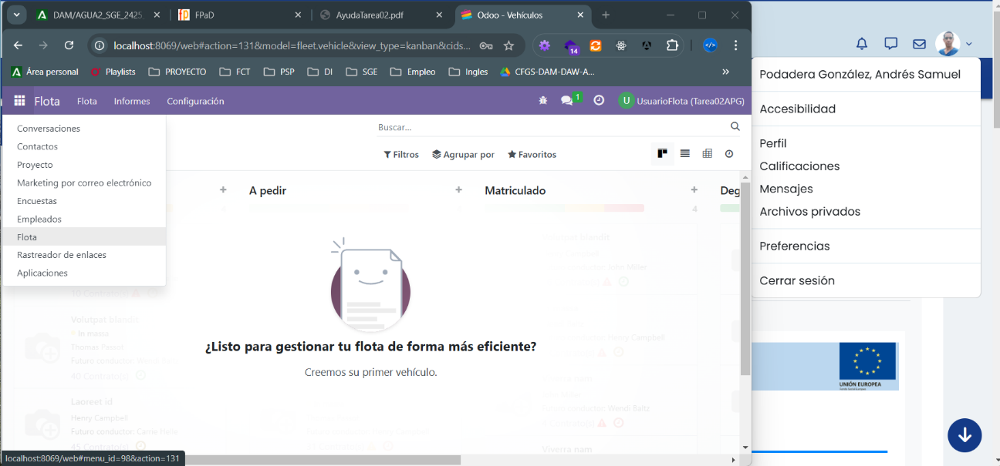 DAM/AGUA2_SGE_2425_
FPaD
AyudaTarea02.pdf
Odoo - Vehículos
localhost:8069/web#action=131&model=fleet.vehicle&view_type=kanban&cids...
14
Área personal
Playlists
PROYECTO
FCT
PSP
DI
SGE
Empleo
Ingles
CFGS-DAM-DAW-A...
»
Flota
Flota
Informes
Configuración
1
U
UsuarioFlota (Tarea02APG)
Conversaciones
Contactos
Proyecto
Marketing por correo electrónico
Encuestas
Empleados
Flota
Rastreador de enlaces
Aplicaciones
Buscar...
Filtros
Agrupar por
Favoritos
A pedir
Matriculado
4
Deg
John Miller
10 Contrato(s)
Volutpat blandit
In massa
Thomas Passot
Futuro conductor: Wendi Baltz
40 Contrato(s)
Henry Campbell
Laoreet id
Henry Campbell
Futuro conductor: Carrie Helle
45 Contrato(s)
conductor: Wendi Baltz
Viverra nam
¿Listo para gestionar tu flota de forma más eficiente?
Creemos su primer vehículo.
localhost:8069/web#menu_id=98&action=131
Podadera González, Andrés Samuel
Accesibilidad
Perfil
Calificaciones
Mensajes
Archivos privados
Preferencias
Cerrar sesión
UNIÓN EUROPEA